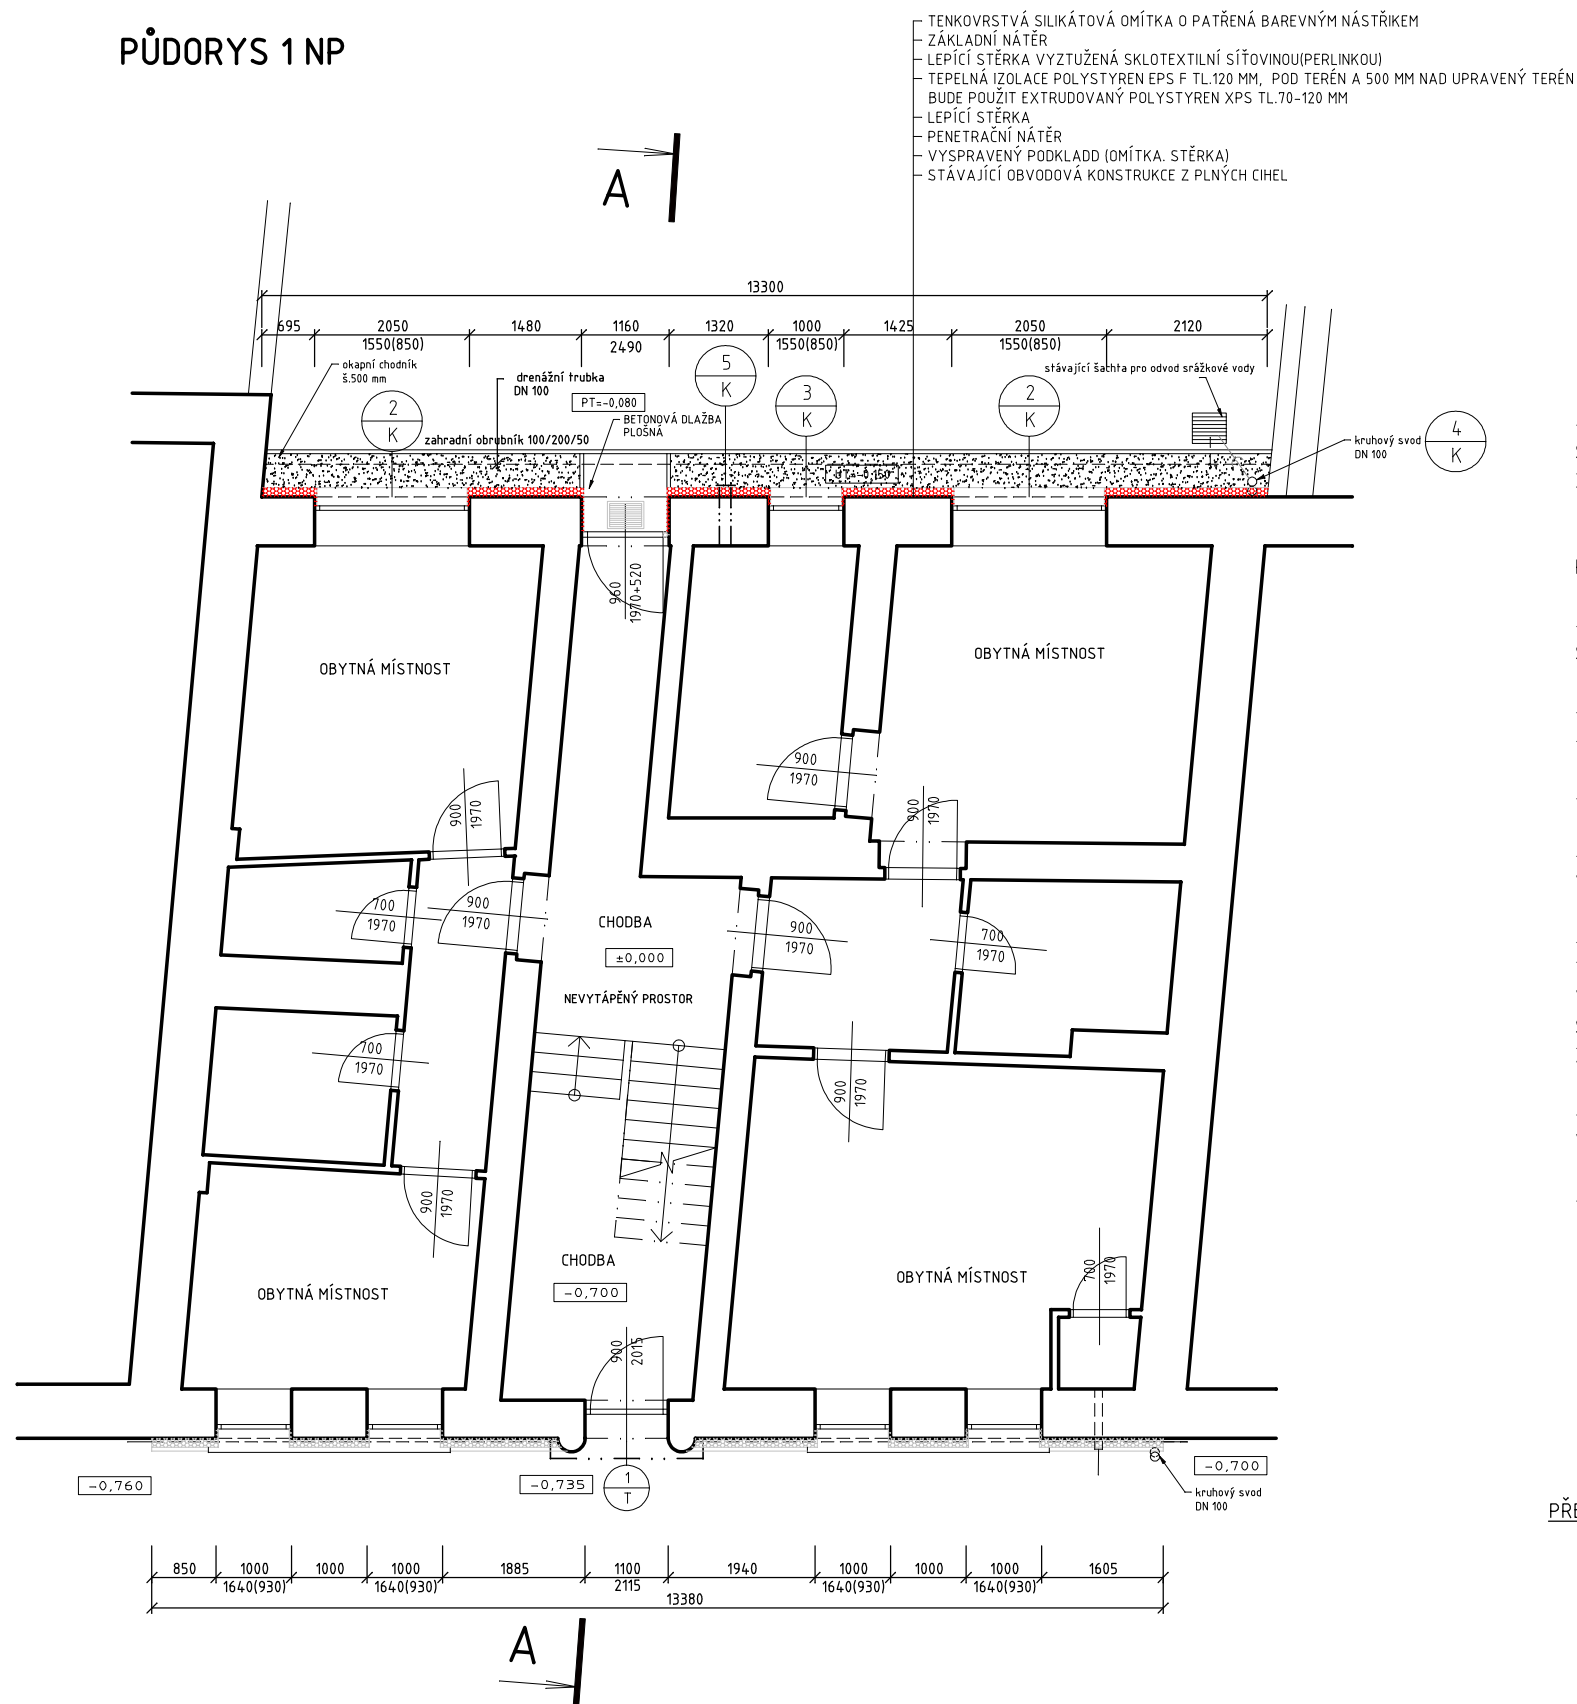 PŮDORYS 1 NP
TENKOVRSTVÁ SILIKÁTOVÁ OMÍTKA O PATŘENÁ BAREVNÝM NÁSTŘIKEM
ZÁKLADNÍ NÁTĚR
LEPÍCÍ STĚRKA VYZTUŽENÁ SKLOTEXTILNÍ SÍŤOVINOU(PERLINKOU)
TEPELNÁ IZOLACE POLYSTYREN EPS F TL.120 MM, POD TERÉN A 500 MM NAD UPRAVENÝ TERÉN
BUDE POUŽIT EXTRUDOVANÝ POLYSTYREN XPS TL.70-120 MM
LEPÍCÍ STĚRKA
PENETRAČNÍ NÁTĚR
VYSPRAVENÝ PODKLADD (OMÍTKA. STĚRKA)
STÁVAJÍCÍ OBVODOVÁ KONSTRUKCE Z PLNÝCH CIHEL
A
13300
695 2050 1480 1160 1320 1000 1425 2050 2120
1550(850) 2490 1550(850) 1550(850)
okapní chodník
š.500 mm
drenážní trubka
DN 100
PT=-0,080
BETONOVÁ DLAŽBA
PLOŠNÁ
zahradní obrubník 100/200/50
2
K
5
K
3
K
2
K
stávající šachta pro odvod srážkové vody
kruhový svod
DN 100
4
K
960
1970+520
OBYTNÁ MÍSTNOST
OBYTNÁ MÍSTNOST
900
1970
900
1970
900
1970
700
1970
900
1970
CHODBA
±0,000
NEVYTÁPĚNÝ PROSTOR
900
1970
700
1970
700
1970
900
1970
900
1970
CHODBA
-0,700
OBYTNÁ MÍSTNOST
OBYTNÁ MÍSTNOST
700
1970
900
2015
-0,760
-0,735
1
T
-0,700
kruhový svod
DN 100
PŘE
850 1000 1000 1000 1885 1100 1940 1000 1000 1000 1605
1640(930) 1640(930) 2115 1640(930) 1640(930)
13380
A